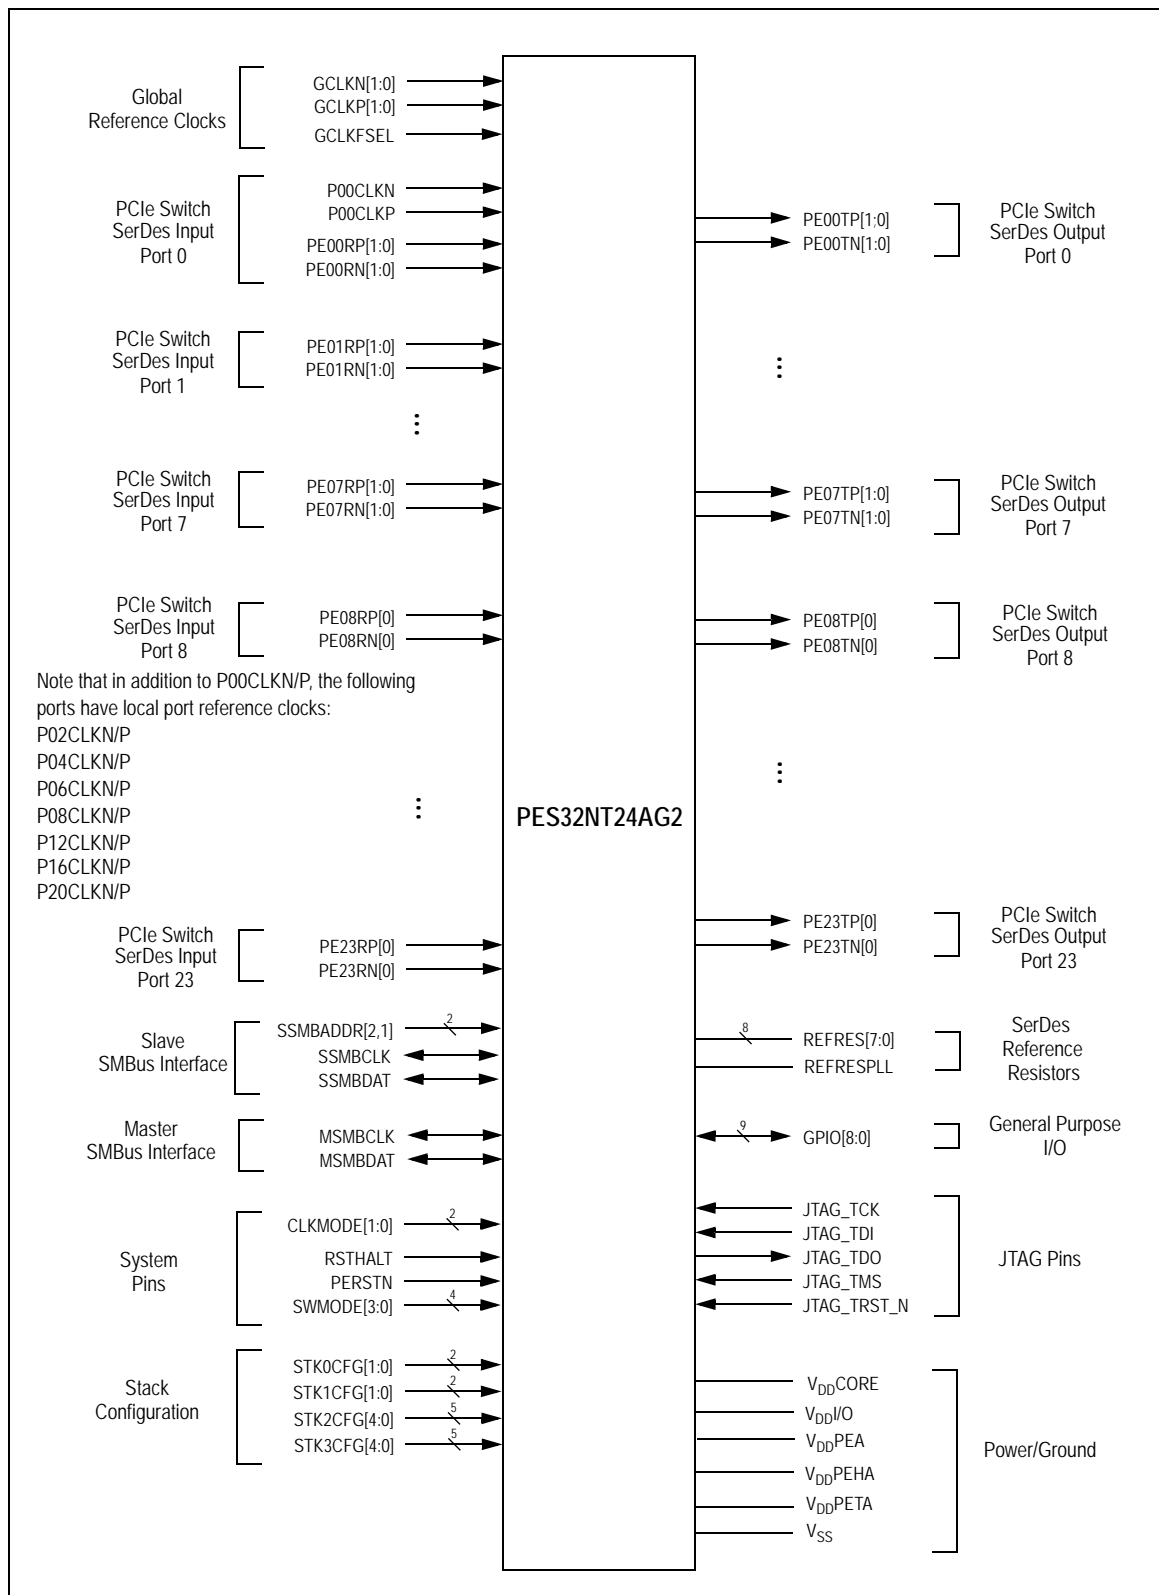 Global
Reference Clocks
GCLKN[1:0]
GCLKP[1:0]
GCLKFSEL
PCIe Switch
SerDes Input
Port 0
P00CLKN
P00CLKP
PE00RP[1:0]
PE00RN[1:0]
PCIe Switch
SerDes Input
Port 1
PE01RP[1:0]
PE01RN[1:0]
⋮
PCIe Switch
SerDes Input
Port 7
PE07RP[1:0]
PE07RN[1:0]
PCIe Switch
SerDes Input
Port 8
PE08RP[0]
PE08RN[0]
Note that in addition to P00CLKN/P, the following
ports have local port reference clocks:
P02CLKN/P
P04CLKN/P
P06CLKN/P
P08CLKN/P
P12CLKN/P
P16CLKN/P
P20CLKN/P
⋮
PCIe Switch
SerDes Input
Port 23
PE23RP[0]
PE23RN[0]
Slave
SMBus Interface
SSMBADDR[2,1]
2
SSMBCLK
SSMBDAT
Master
SMBus Interface
MSMBCLK
MSMBDAT
System
Pins
CLKMODE[1:0]
2
RSTHALT
PERSTN
SWMODE[3:0]
4
Stack
Configuration
STK0CFG[1:0]
2
STK1CFG[1:0]
2
STK2CFG[4:0]
5
STK3CFG[4:0]
5
PES32NT24AG2
PE00TP[1;0]
PE00TN[1:0]
PCIe Switch
SerDes Output
Port 0
⋮
PE07TP[1:0]
PE07TN[1:0]
PCIe Switch
SerDes Output
Port 7
PE08TP[0]
PE08TN[0]
PCIe Switch
SerDes Output
Port 8
⋮
PE23TP[0]
PE23TN[0]
PCIe Switch
SerDes Output
Port 23
8
REFRES[7:0]
REFRESPLL
SerDes
Reference
Resistors
9
GPIO[8:0]
General Purpose
I/O
JTAG_TCK
JTAG_TDI
JTAG_TDO
JTAG_TMS
JTAG_TRST_N
JTAG Pins
VDDCORE
VDDI/O
VDDPEA
VDDPEHA
VDDPETA
VSS
Power/Ground